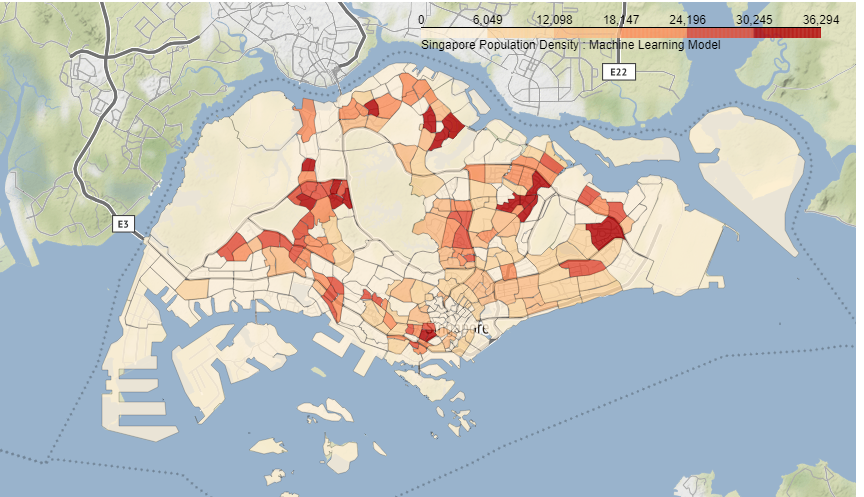 0 6,049 12,098 18,147 24,196 30,245 36,294
Singapore Population Density : Machine Learning Model
E22
E3